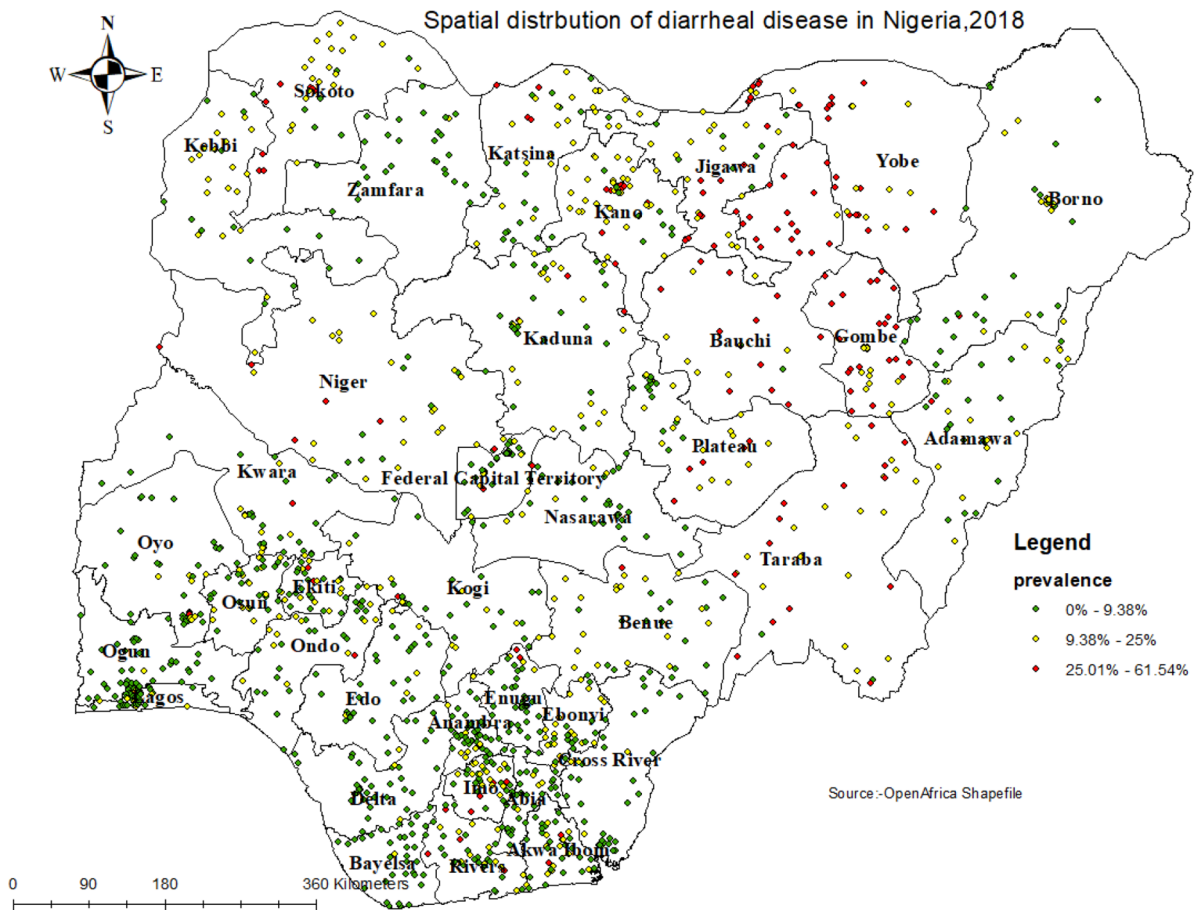 Spatial distrbution of diarrheal disease in Nigeria,2018
N
W E
S
Sokoto
Kebbi
Zamfara
Katsina
Kano
Jigawa
Yobe
Borno
Kaduna
Bauchi
Gombe
Niger
Adamawa
Plateau
Kwara
Federal Capital Territory
Nasarawa
Oyo
Taraba
Kogi
Osun
Ekiti
Benue
Ogun
Ondo
Lagos
Edo
Enugu
Anambra
Ebonyi
Cross River
Imo
Abia
Delta
Akwa Ibom
Bayelsa
Rivers
Legend
prevalence
0% - 9.38%
9.38% - 25%
25.01% - 61.54%
Source:-OpenAfrica Shapefile
0 90 180 360 Kilometers